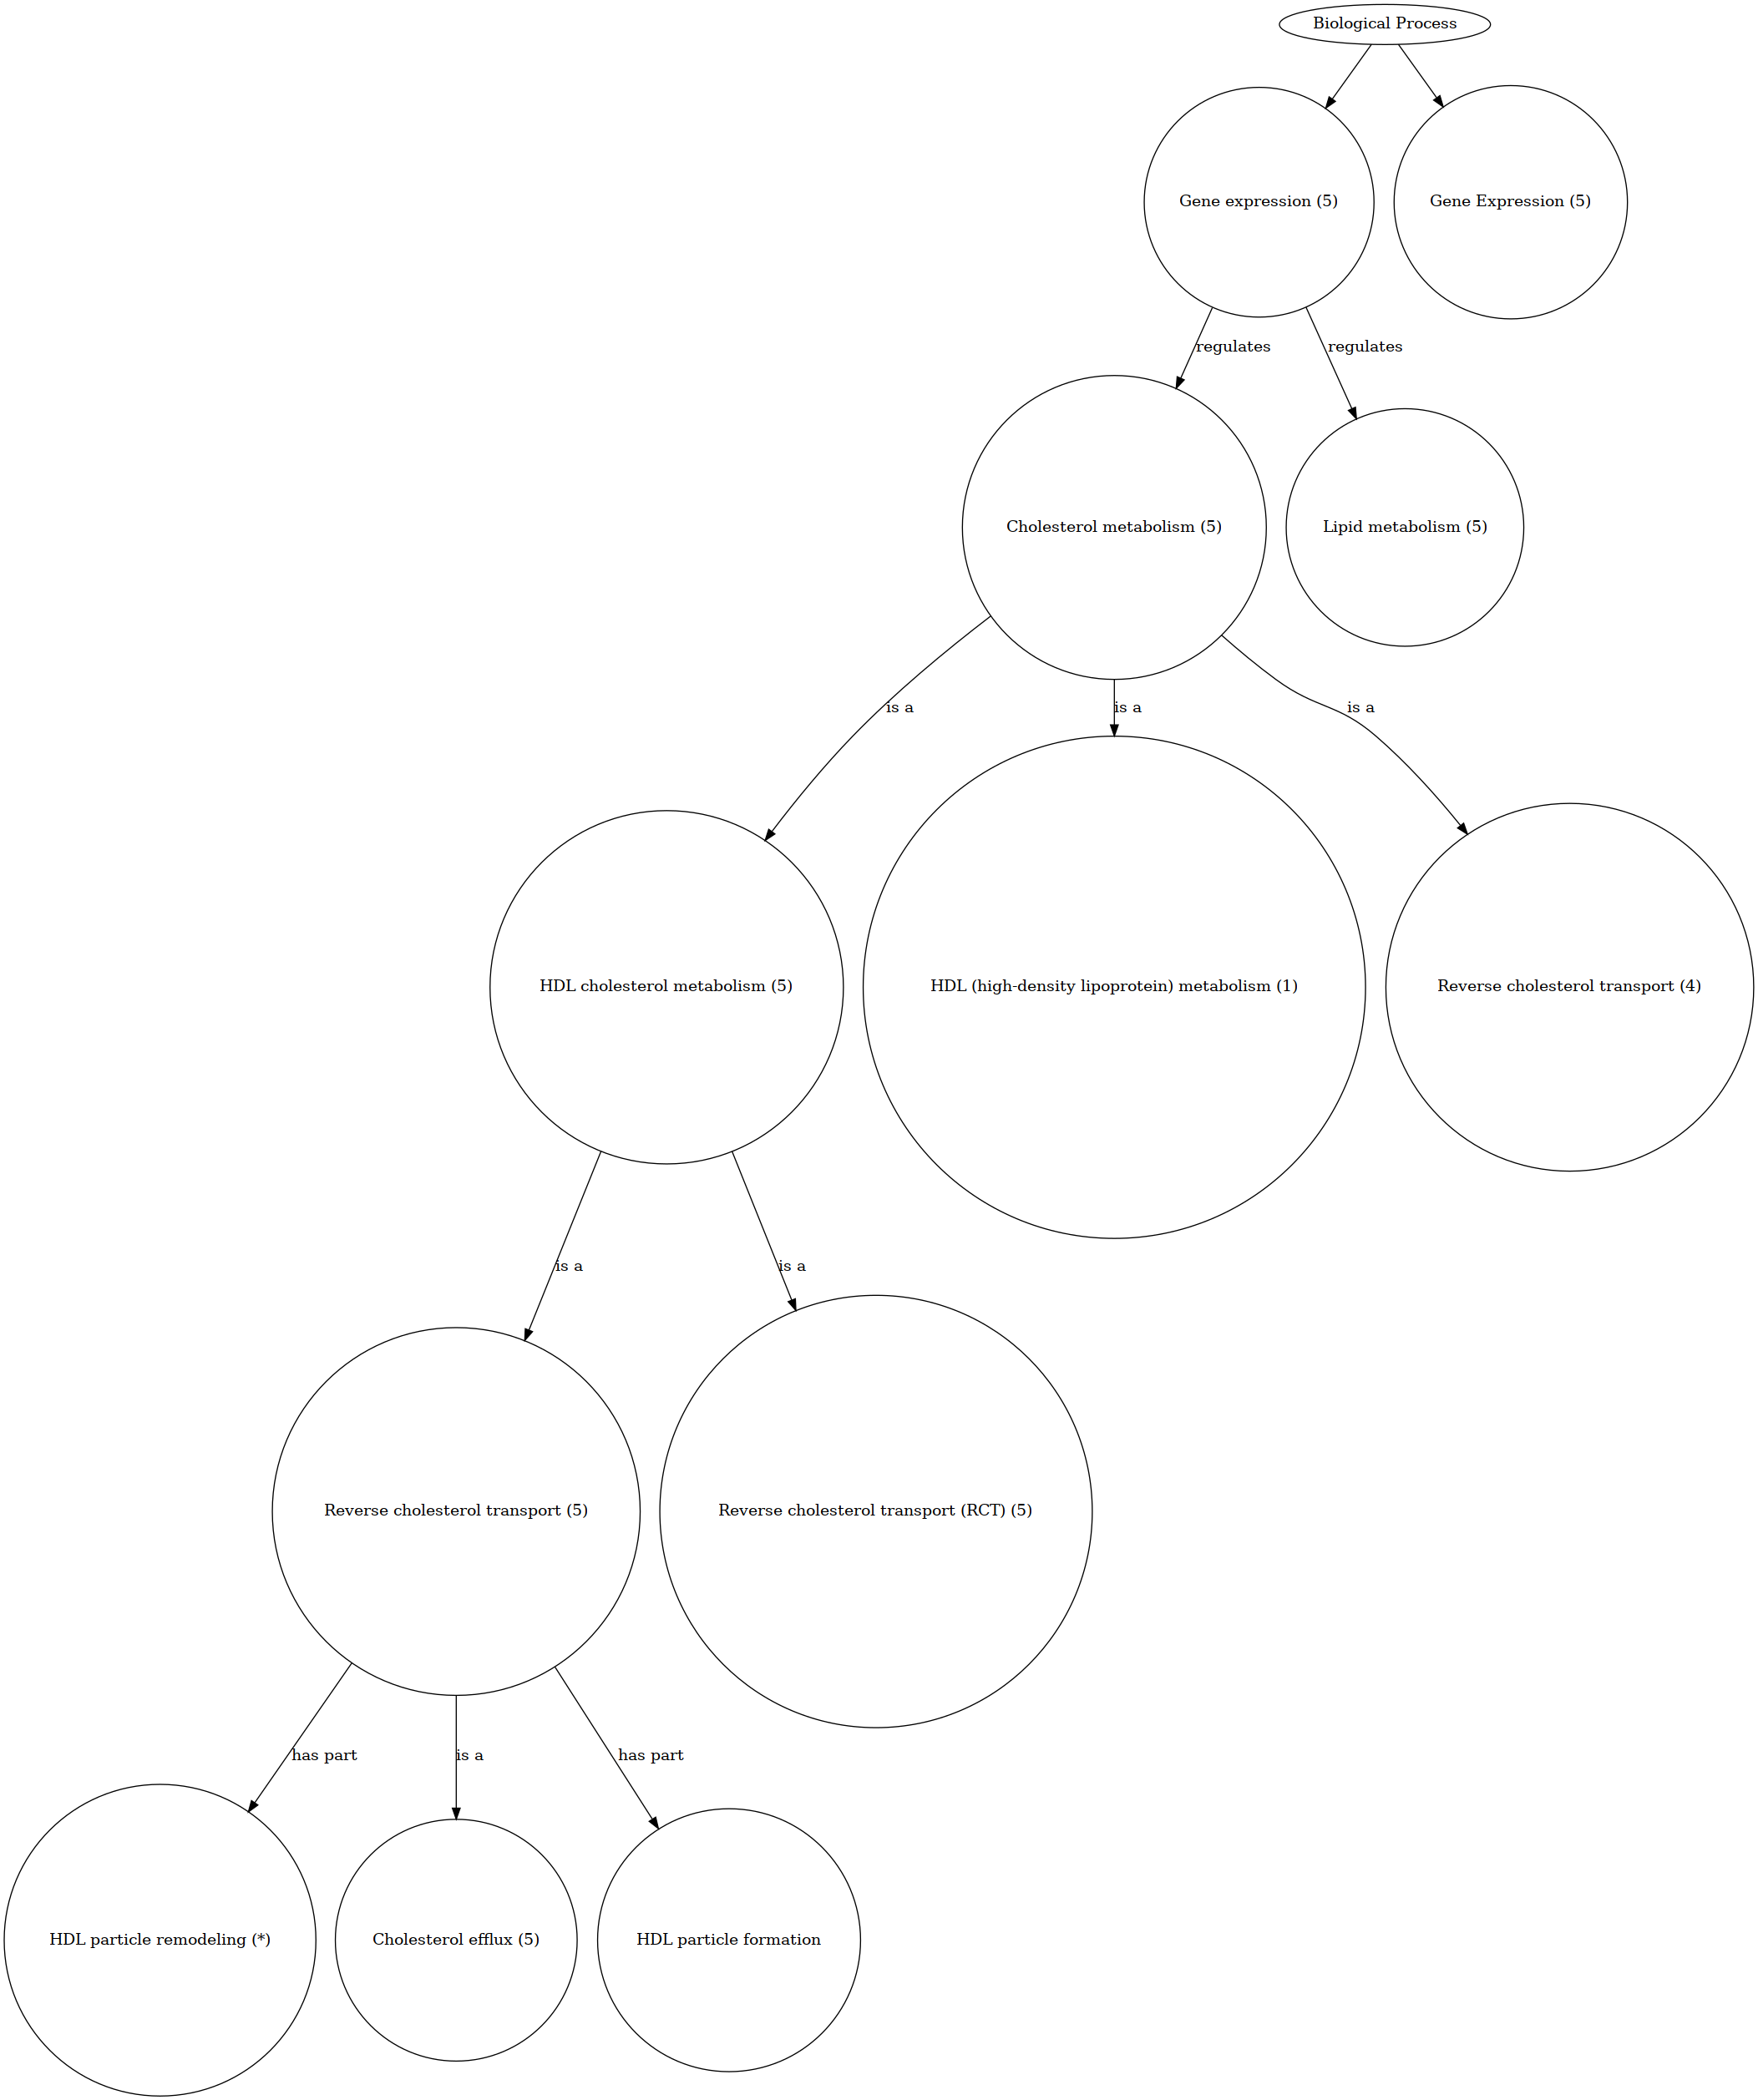 Biological Process
Gene expression (5)
Gene Expression (5)
regulates
regulates
Cholesterol metabolism (5)
Lipid metabolism (5)
is a
is a
is a
HDL cholesterol metabolism (5)
HDL (high-density lipoprotein) metabolism (1)
Reverse cholesterol transport (4)
is a
is a
Reverse cholesterol transport (5)
Reverse cholesterol transport (RCT) (5)
has part
is a
has part
HDL particle remodeling (*)
Cholesterol efflux (5)
HDL particle formation